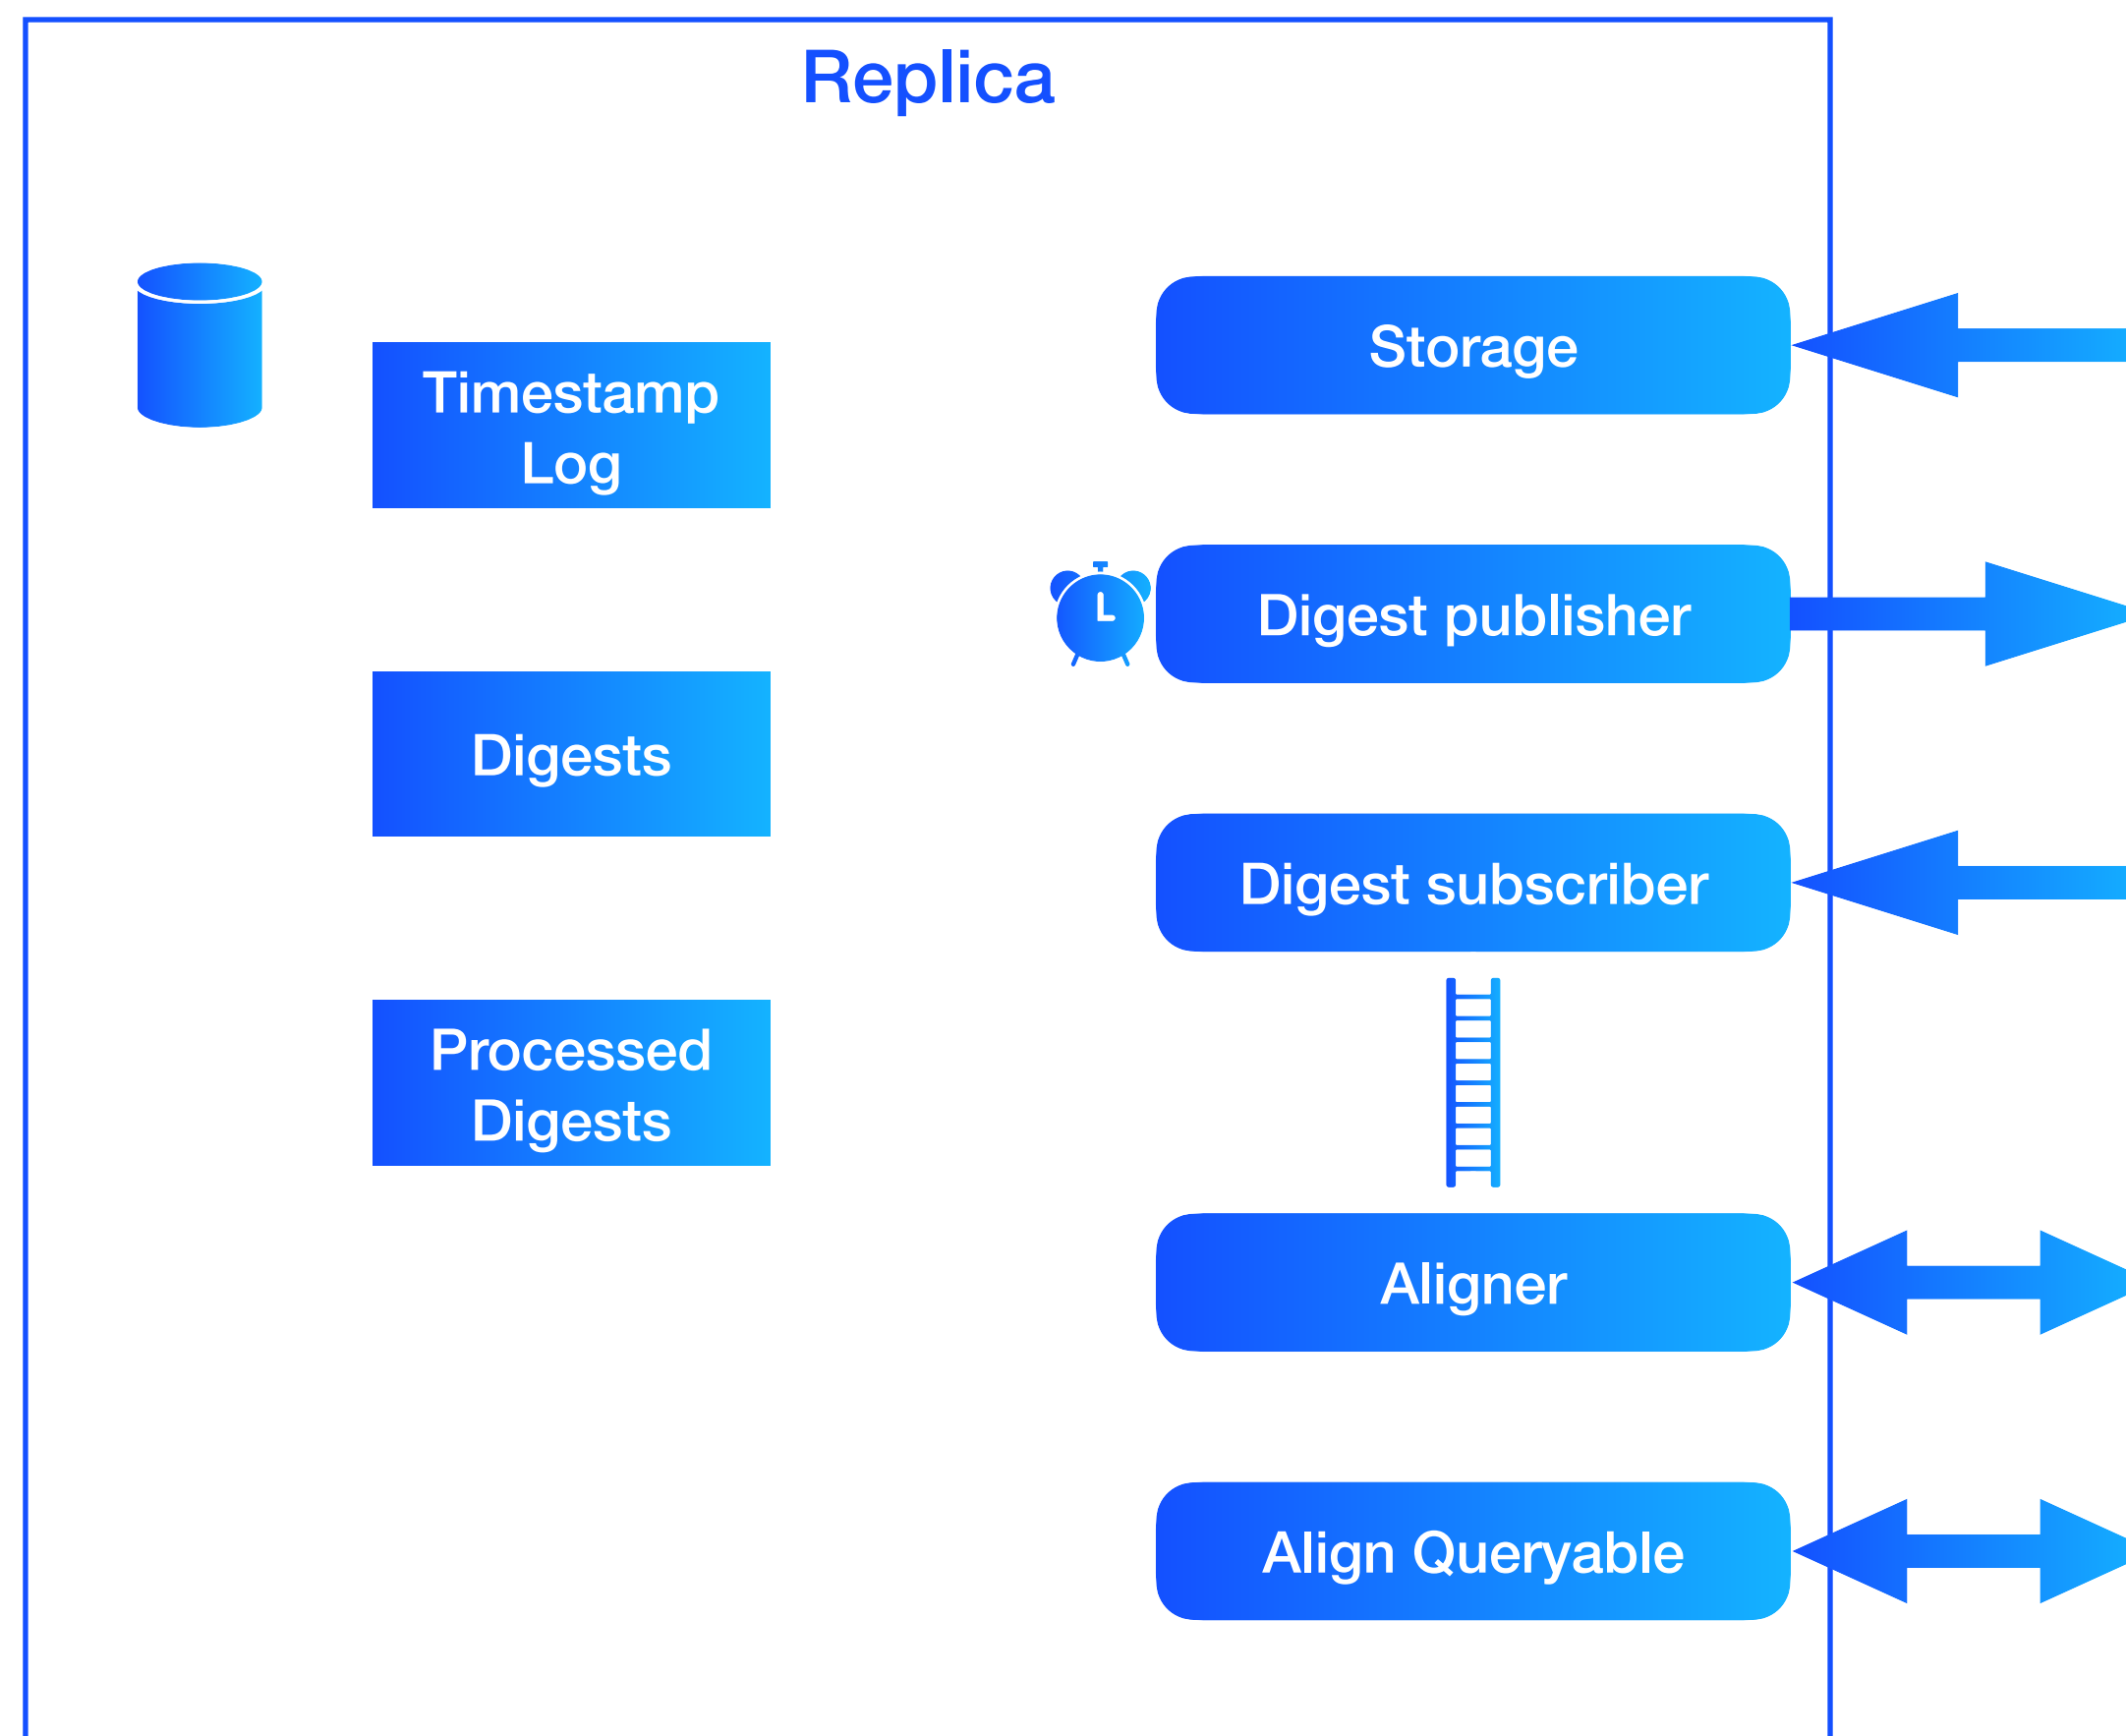 Replica
Timestamp
Log
Digests
Processed
Digests
Storage
Digest publisher
Digest subscriber
Aligner
Align Queryable